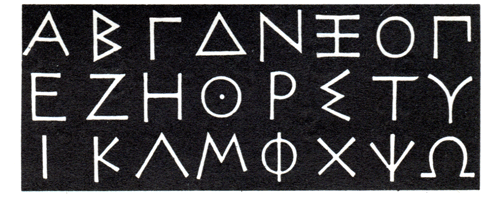 Α Β Γ Δ Ν Ξ Ο Π
Ε Ζ Η Θ Ρ Σ Τ Υ
Ι Κ Λ Μ Φ Χ Ψ Ω